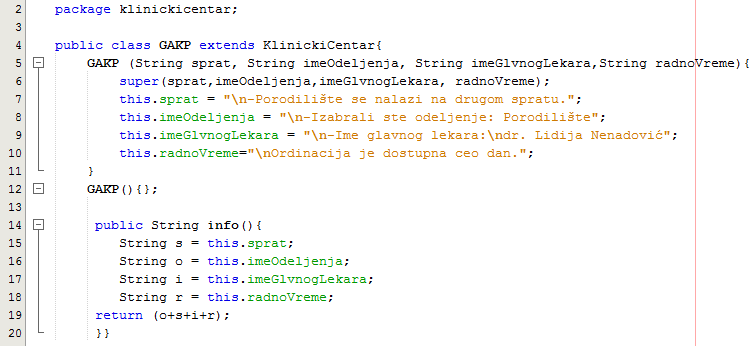 2 package klinickicentar;
3
4 public class GAKP extends KlinickiCentar{
5 GAKP (String sprat, String imeOdeljenja, String imeGlvnogLekara,String radnoVreme){
6 super(sprat,imeOdeljenja,imeGlvnogLekara, radnoVreme);
7 this.sprat = "\n-Porodilište se nalazi na drugom spratu.";
8 this.imeOdeljenja = "\n-Izabrali ste odeljenje: Porodilište";
9 this.imeGlvnogLekara = "\n-Ime glavnog lekara:\ndr. Lidija Nenadović";
10 this.radnoVreme="\nOrdinacija je dostupna ceo dan.";
11 }
12 GAKP(){};
13
14 public String info(){
15 String s = this.sprat;
16 String o = this.imeOdeljenja;
17 String i = this.imeGlvnogLekara;
18 String r = this.radnoVreme;
19 return (o+s+i+r);
20 }}